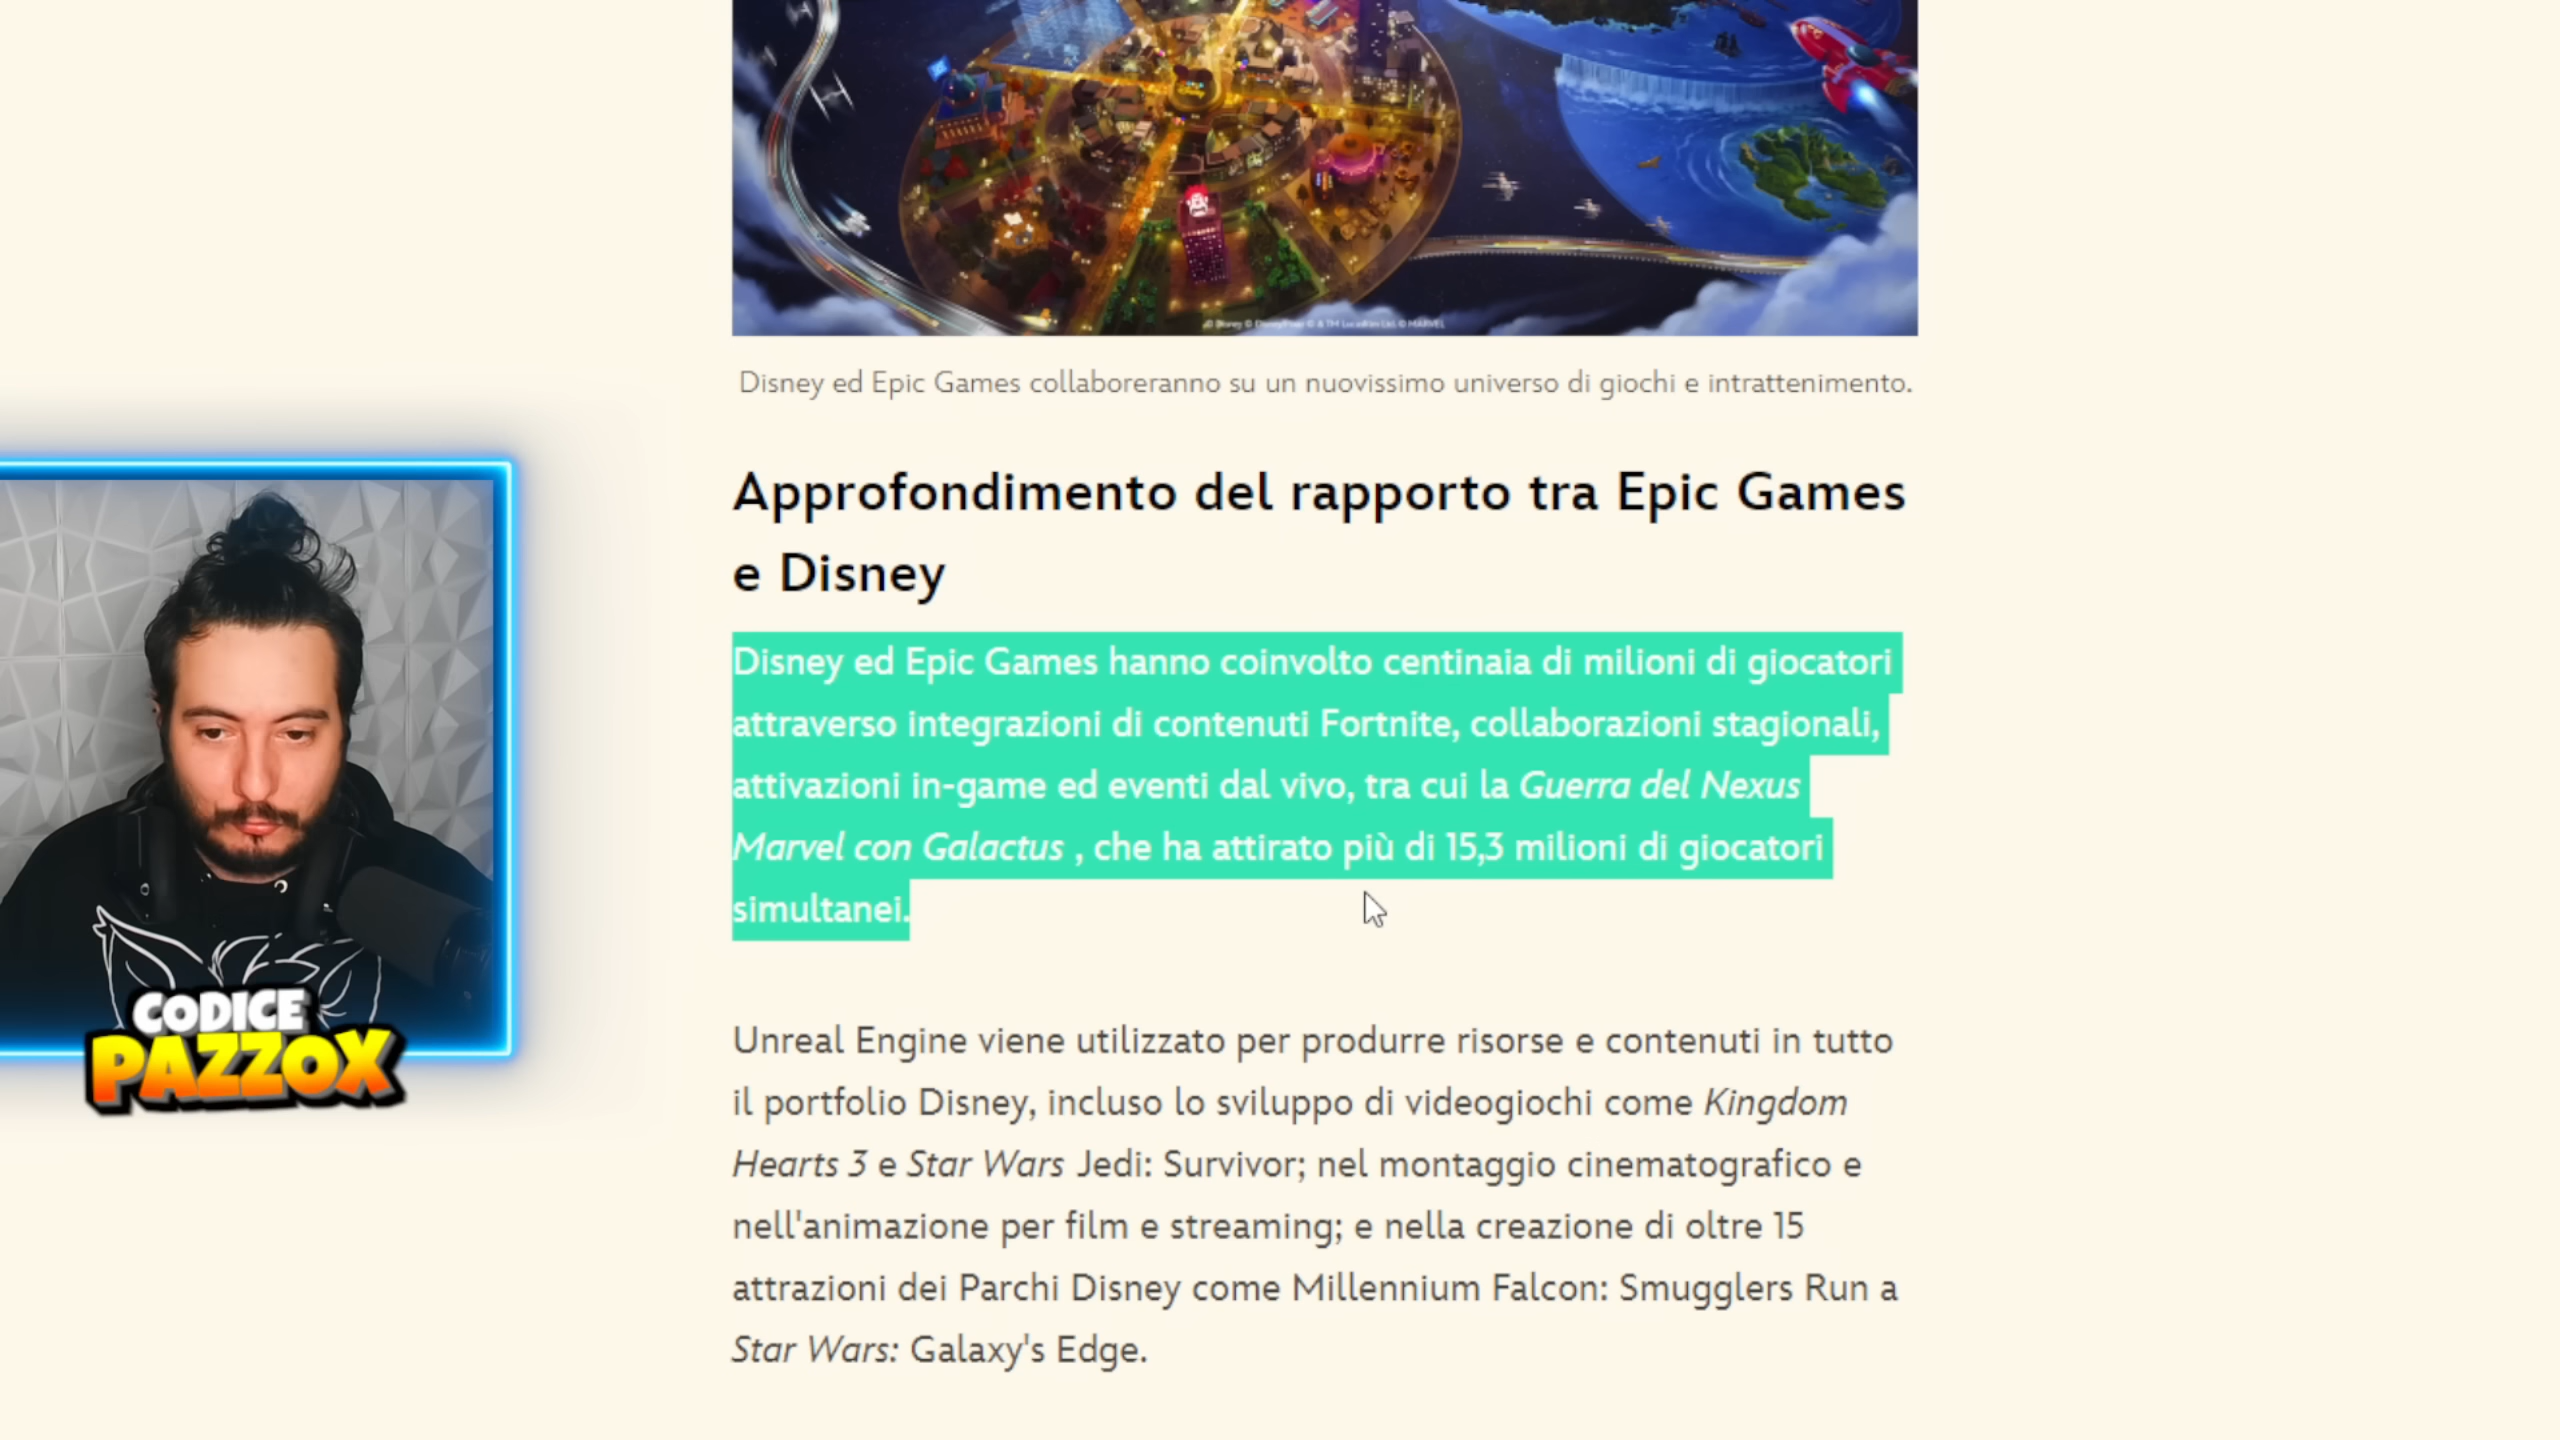 Disney ed Epic Games collaboreranno su un nuovissimo universo di giochi e intrattenimento.
Approfondimento del rapporto tra Epic Games
e Disney
Disney ed Epic Games hanno coinvolto centinaia di milioni di giocatori
attraverso integrazioni di contenuti Fortnite, collaborazioni stagionali,
attivazioni in-game ed eventi dal vivo, tra cui la Guerra del Nexus
Marvel con Galactus , che ha attirato più di 15,3 milioni di giocatori
simultanei.
Unreal Engine viene utilizzato per produrre risorse e contenuti in tutto
il portfolio Disney, incluso lo sviluppo di videogiochi come Kingdom
Hearts 3 e Star Wars Jedi: Survivor; nel montaggio cinematografico e
nell'animazione per film e streaming; e nella creazione di oltre 15
attrazioni dei Parchi Disney come Millennium Falcon: Smugglers Run a
Star Wars: Galaxy's Edge.
CODICE
PAZZOX